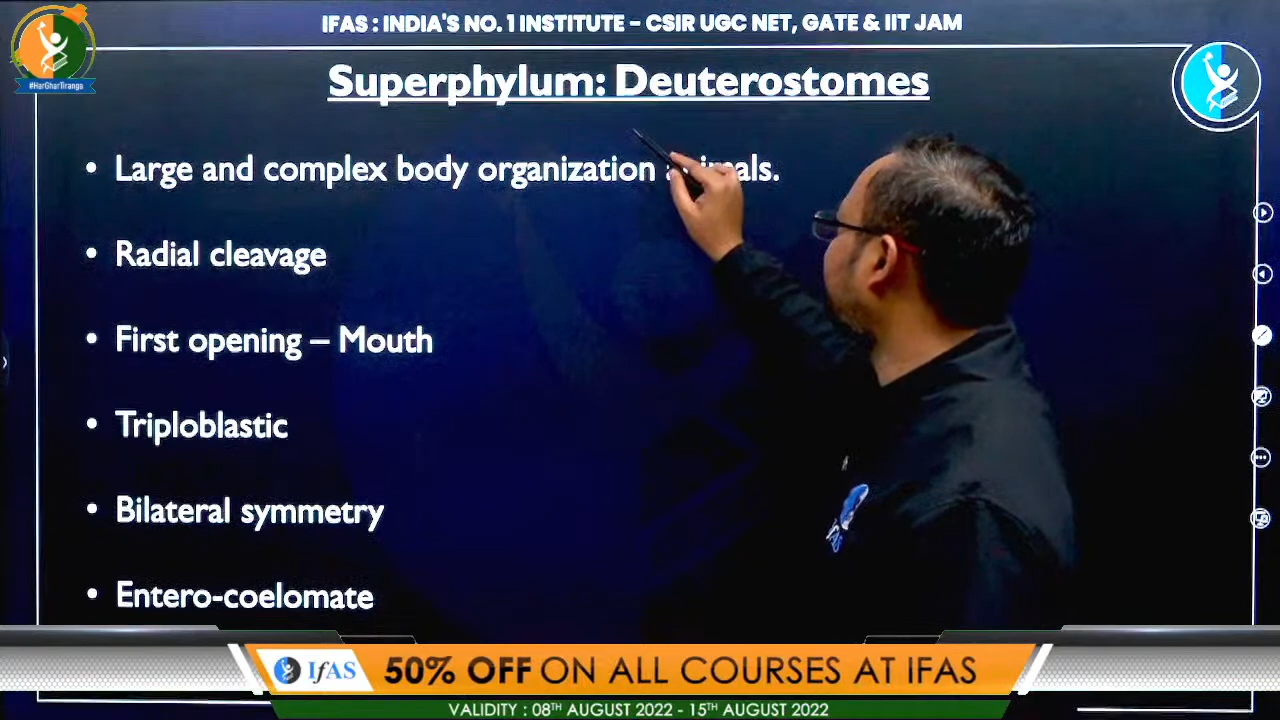 IFAS : INDIA'S NO. 1 INSTITUTE – CSIR UGC NET, GATE & IIT JAM
#HarGharTiranga
Superphylum: Deuterostomes
• Large and complex body organization animals.
• Radial cleavage
• First opening – Mouth
• Triploblastic
• Bilateral symmetry
• Entero-coelomate
IFAS
IfAS 50% OFF ON ALL COURSES AT IFAS
VALIDITY : 08TH AUGUST 2022 - 15TH AUGUST 2022